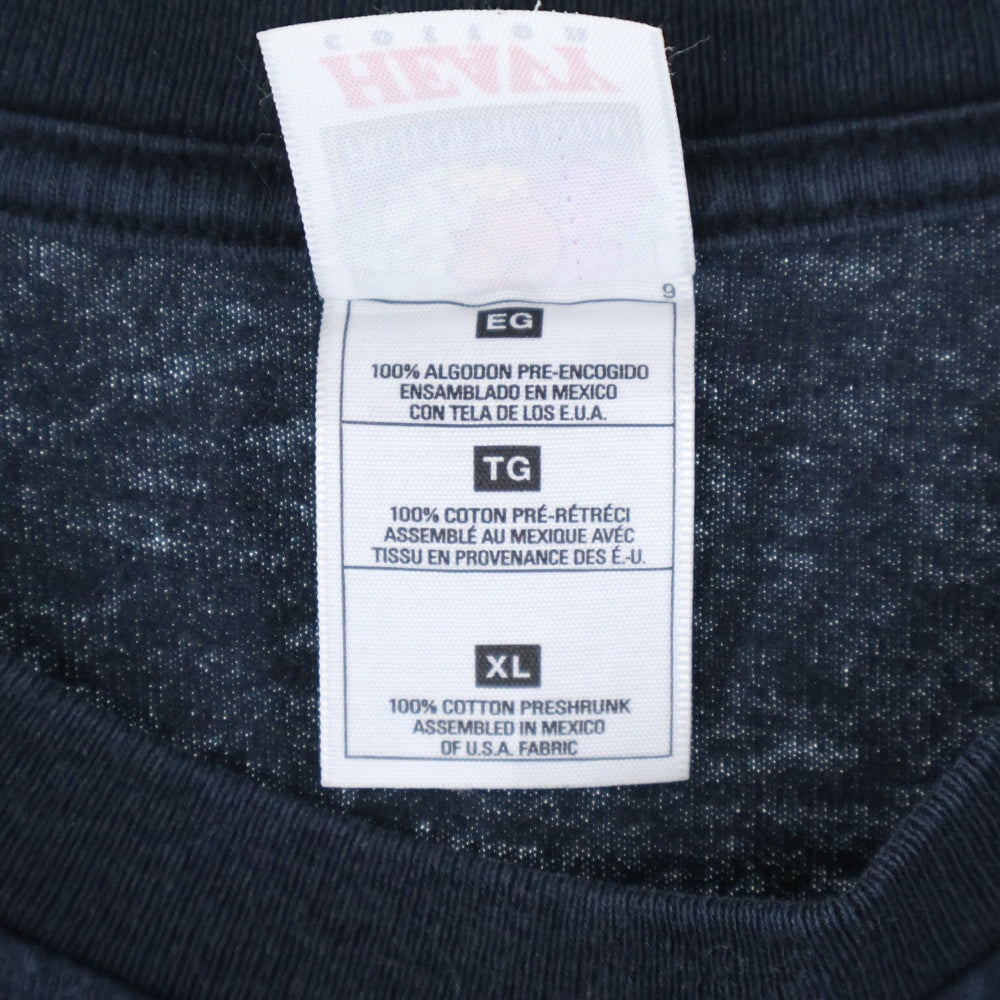 HEAVY
9
EG
100% ALGODON PRE-ENCOGIDO
ENSAMBLADO EN MEXICO
CON TELA DE LOS E.U.A.
TG
100% COTON PRÉ-RÉTRÉCI
ASSEMBLÉ AU MEXIQUE AVÉC
TISSU EN PROVENANCE DES É.-U.
XL
100% COTTON PRESHRUNK
ASSEMBLED IN MEXICO
OF U.S.A. FABRIC